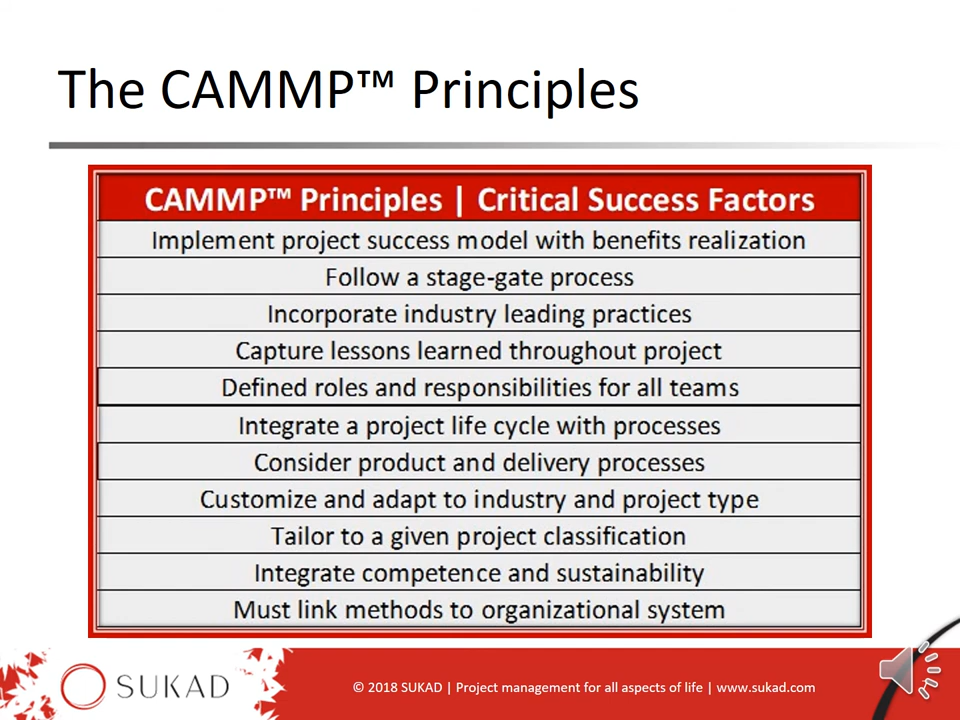 The CAMMP™ Principles
CAMMP™ Principles | Critical Success Factors
Implement project success model with benefits realization
Follow a stage-gate process
Incorporate industry leading practices
Capture lessons learned throughout project
Defined roles and responsibilities for all teams
Integrate a project life cycle with processes
Consider product and delivery processes
Customize and adapt to industry and project type
Tailor to a given project classification
Integrate competence and sustainability
Must link methods to organizational system
SUKAD
© 2018 SUKAD | Project management for all aspects of life | www.sukad.com